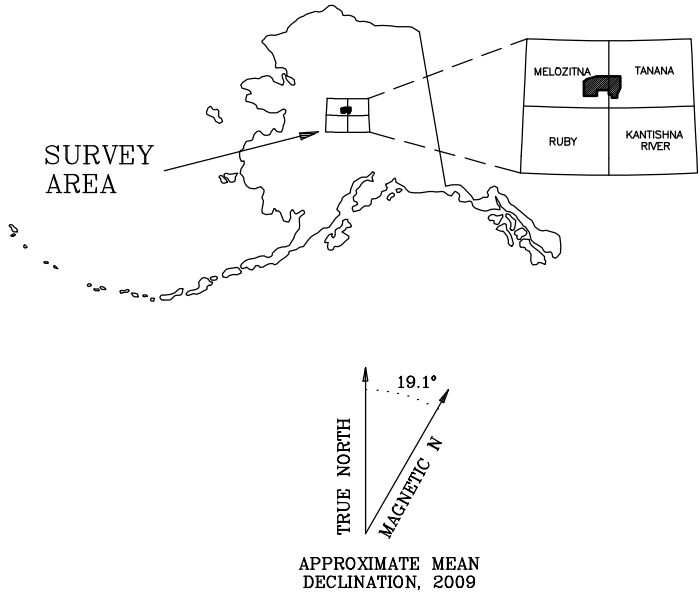 MELOZITNA
TANANA
RUBY
KANTISHNA
RIVER
SURVEY
AREA
19.1°
TRUE NORTH
MAGNETIC N
APPROXIMATE MEAN
DECLINATION, 2009